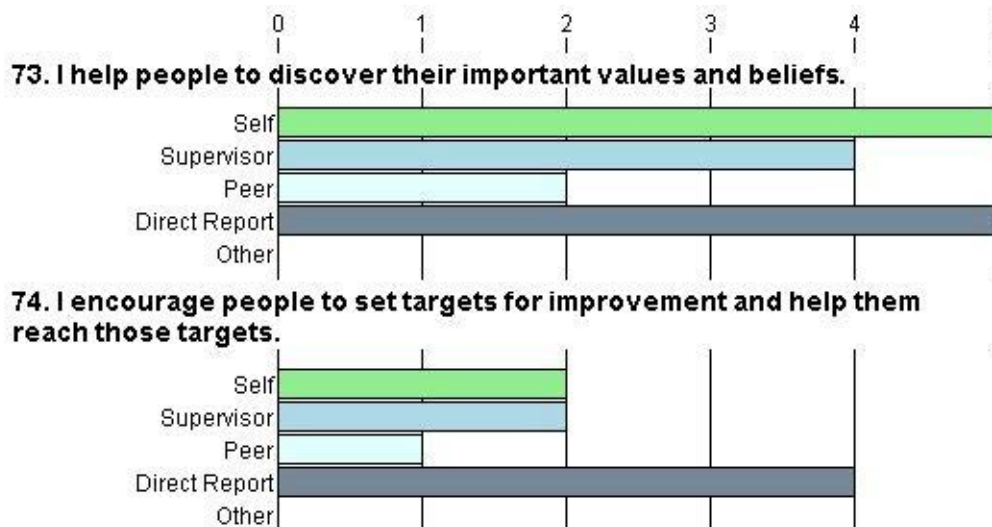 0 1 2 3 4
73. I help people to discover their important values and beliefs.
Self
Supervisor
Peer
Direct Report
Other
74. I encourage people to set targets for improvement and help them
reach those targets.
Self
Supervisor
Peer
Direct Report
Other